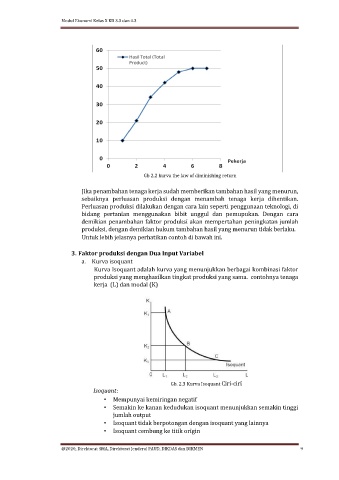 Modul Ekonomi Kelas X KD 3.3 dan 4.3
60
Hasil Total (Total
Product)
50
40
30
20
10
0
Pekerja
0 2 4 6 8
Gb 2.2 kurva the law of diminishing return
Jika penambahan tenaga kerja sudah memberikan tambahan hasil yang menurun,
sebaiknya perluasan produksi dengan menambah tenaga kerja dihentikan.
Perluasan produksi dilakukan dengan cara lain seperti penggunaan teknologi, di
bidang pertanian menggunakan bibit unggul dan pemupukan. Dengan cara
demikian penambahan faktor produksi akan mempertahan peningkatan jumlah
produksi, dengan demikian hukum tambahan hasil yang menurun tidak berlaku.
Untuk lebih jelasnya perhatikan contoh di bawah ini.
3. Faktor produksi dengan Dua Input Variabel
a. Kurva isoquant
Kurva Isoquant adalah kurva yang menunjukkan berbagai kombinasi faktor
produksi yang menghasilkan tingkat produksi yang sama. contohnya tenaga
kerja (L) dan modal (K)
K
K₁ A
K₂ B
K₃ C
Isoquant
0 L₁ L₂ L₃ L
Gb. 2.3 Kurva Isoquant Ciri-ciri
Isoquant:
• Mempunyai kemiringan negatif
• Semakin ke kanan kedudukan isoquant menunjukkan semakin tinggi
jumlah output
• Isoquant tidak berpotongan dengan isoquant yang lainnya
• Isoquant cembung ke titik origin
@2020, Direktorat SMA, Direktorat Jenderal PAUD, DIKDAS dan DIKMEN